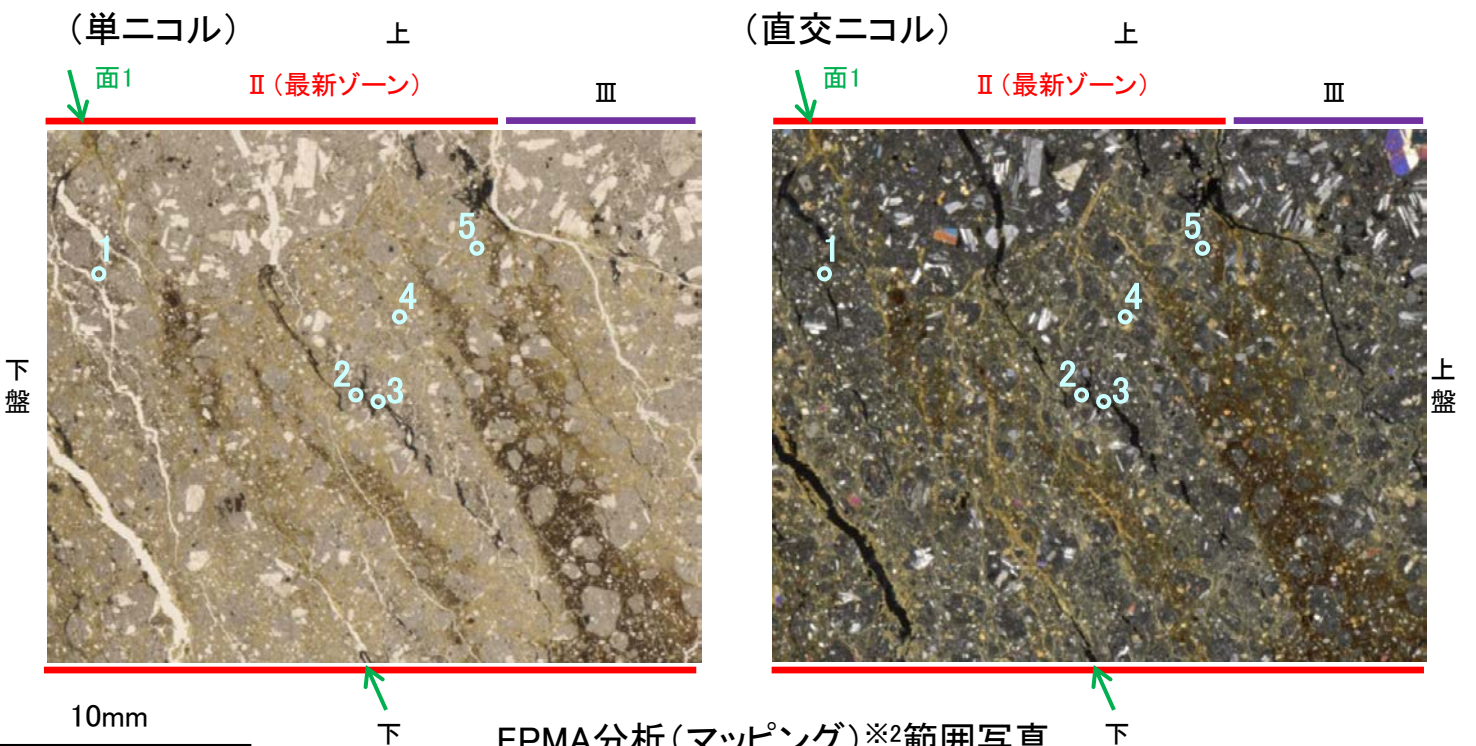 （単ニコル）
上
（直交ニコル）
上
面1
Ⅱ（最新ゾーン）
Ⅲ
面1
Ⅱ（最新ゾーン）
Ⅲ
5
1
4
2
3
5
1
4
2
3
下盤
上盤
10mm
下
EPMA分析（マッピング）※2範囲写真
下